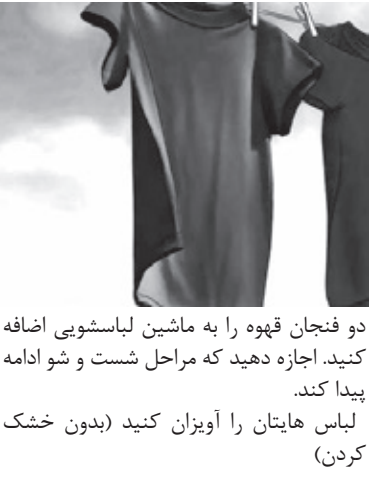 دو فنجان قهوه را به ماشین لباسشویی اضافه
کنید. اجازه دهید که مراحل شست و شو ادامه
پیدا کند.
لباس هایتان را آویزان کنید (بدون خشک
کردن)